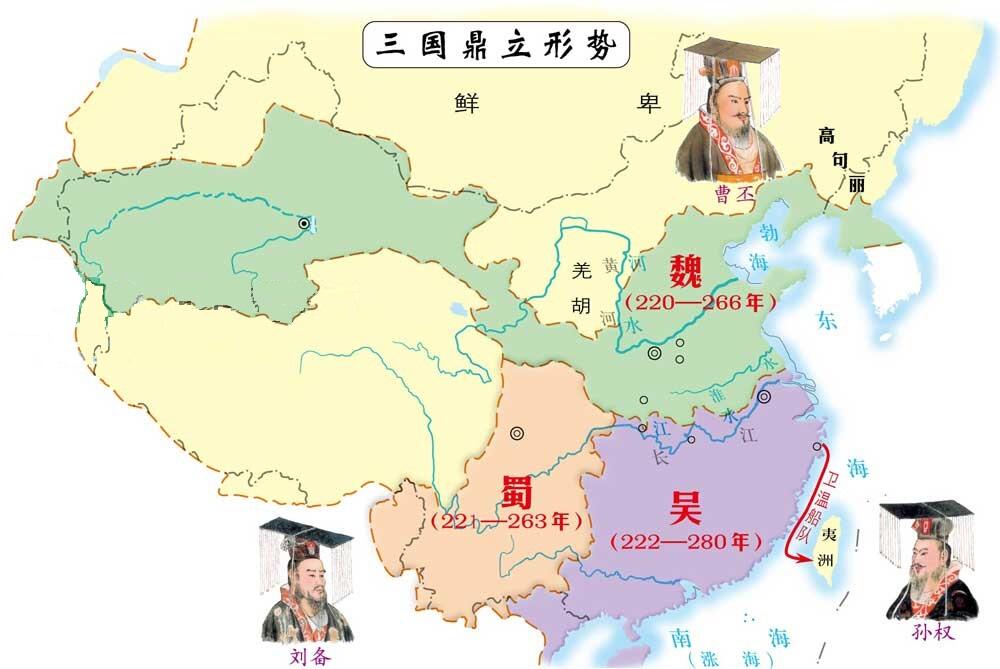 三国鼎立形势
鲜卑
高句丽
曹丕
羌胡
黄河
河水
魏
(220—266年)
勃海
东海
淮水
江水
长江
蜀
(221—263年)
吴
(222—280年)
卫温船队
夷洲
刘备
孙权
南海
(涨海)